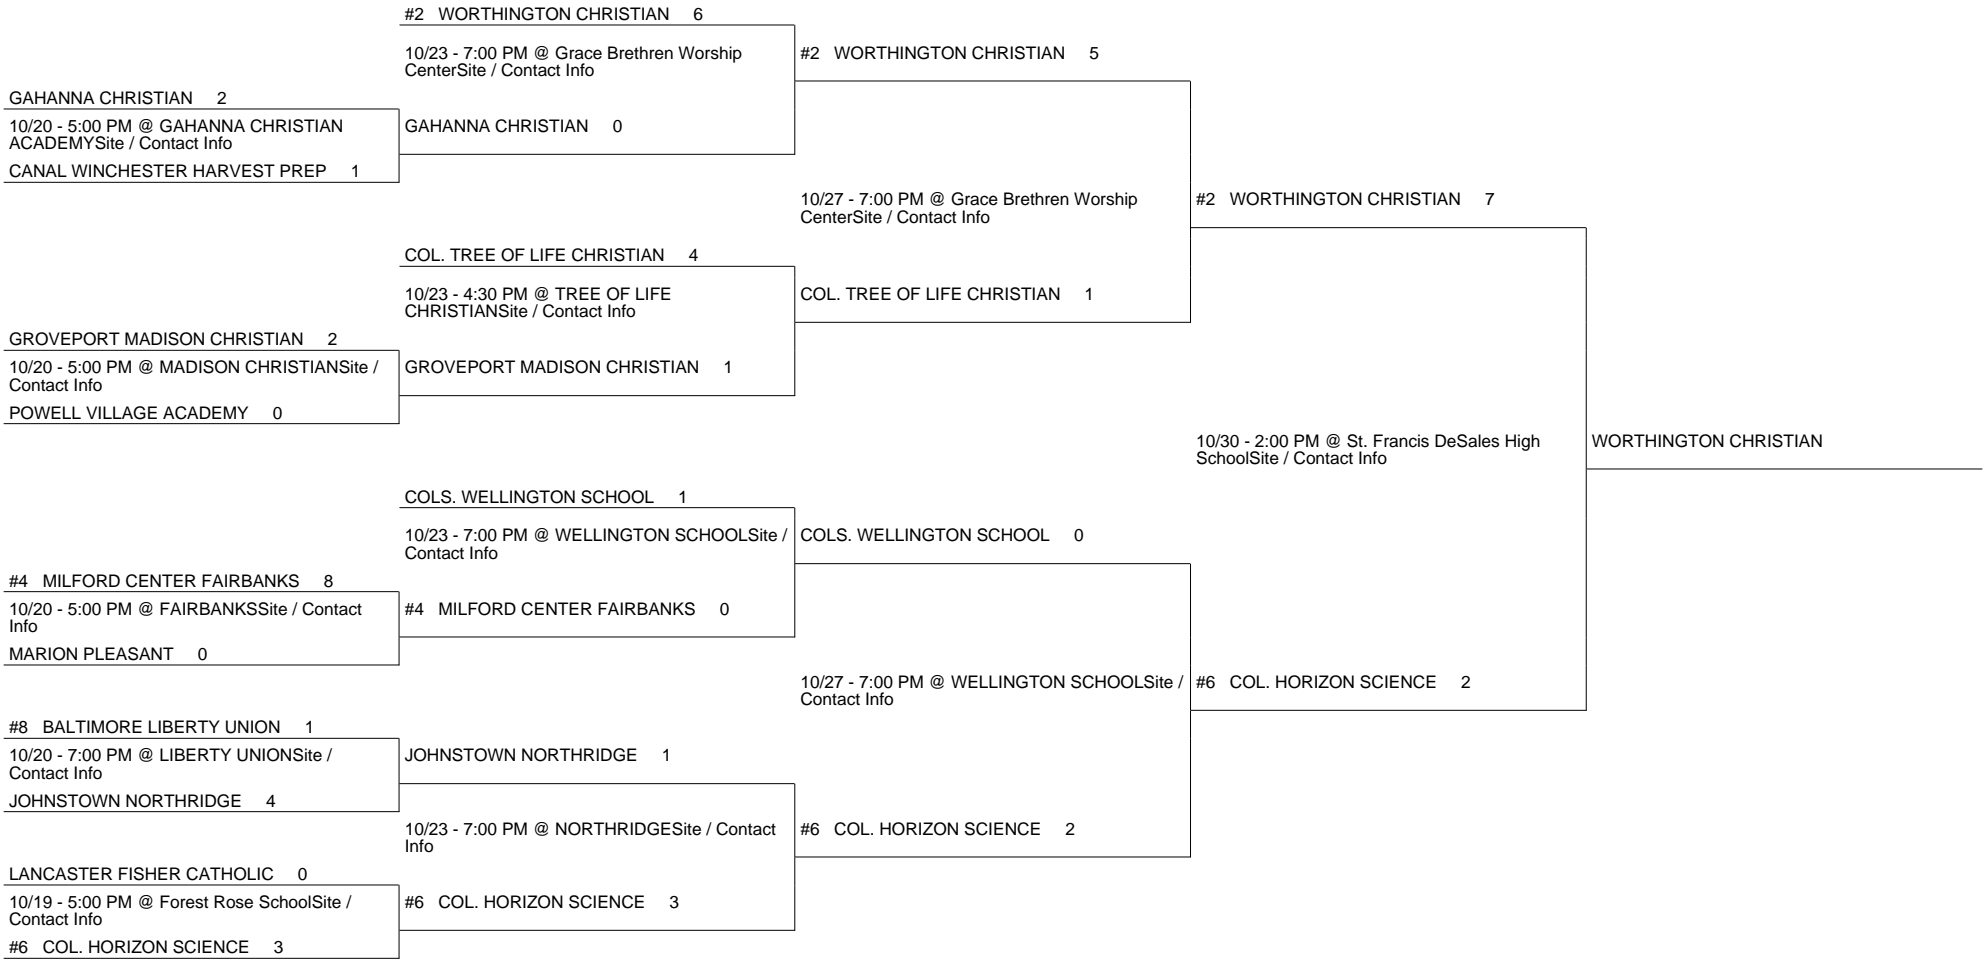 #2 WORTHINGTON CHRISTIAN 6
10/23 - 7:00 PM @ Grace Brethren Worship
CenterSite / Contact Info
#2 WORTHINGTON CHRISTIAN 5
GAHANNA CHRISTIAN 2
10/20 - 5:00 PM @ GAHANNA CHRISTIAN
ACADEMYSite / Contact Info
GAHANNA CHRISTIAN 0
CANAL WINCHESTER HARVEST PREP 1
10/27 - 7:00 PM @ Grace Brethren Worship
CenterSite / Contact Info
#2 WORTHINGTON CHRISTIAN 7
COL. TREE OF LIFE CHRISTIAN 4
10/23 - 4:30 PM @ TREE OF LIFE
CHRISTIANSite / Contact Info
COL. TREE OF LIFE CHRISTIAN 1
GROVEPORT MADISON CHRISTIAN 2
10/20 - 5:00 PM @ MADISON CHRISTIANSite /
Contact Info
GROVEPORT MADISON CHRISTIAN 1
POWELL VILLAGE ACADEMY 0
10/30 - 2:00 PM @ St. Francis DeSales High
SchoolSite / Contact Info
WORTHINGTON CHRISTIAN
COLS. WELLINGTON SCHOOL 1
10/23 - 7:00 PM @ WELLINGTON SCHOOLSite /
Contact Info
COLS. WELLINGTON SCHOOL 0
#4 MILFORD CENTER FAIRBANKS 8
10/20 - 5:00 PM @ FAIRBANKSSite / Contact
Info
#4 MILFORD CENTER FAIRBANKS 0
MARION PLEASANT 0
10/27 - 7:00 PM @ WELLINGTON SCHOOLSite /
Contact Info
#6 COL. HORIZON SCIENCE 2
#8 BALTIMORE LIBERTY UNION 1
10/20 - 7:00 PM @ LIBERTY UNIONSite /
Contact Info
JOHNSTOWN NORTHRIDGE 1
JOHNSTOWN NORTHRIDGE 4
10/23 - 7:00 PM @ NORTHRIDGESite / Contact
Info
#6 COL. HORIZON SCIENCE 2
LANCASTER FISHER CATHOLIC 0
10/19 - 5:00 PM @ Forest Rose SchoolSite /
Contact Info
#6 COL. HORIZON SCIENCE 3
#6 COL. HORIZON SCIENCE 3